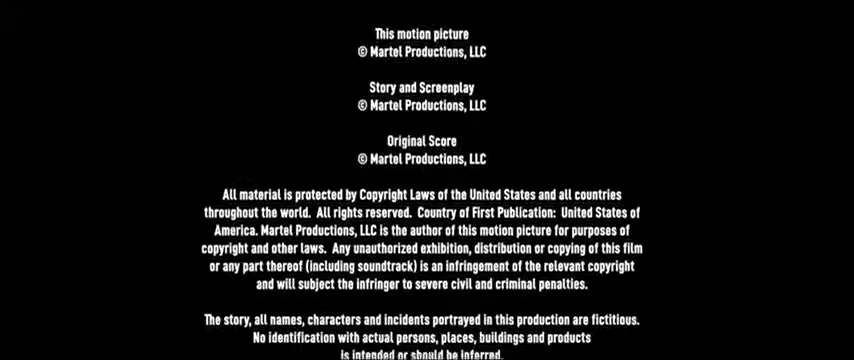 This motion picture
© Martel Productions, LLC
Story and Screenplay
© Martel Productions, LLC
Original Score
© Martel Productions, LLC
All material is protected by Copyright Laws of the United States and all countries
throughout the world.  All rights reserved.  Country of First Publication:  United States of
America. Martel Productions, LLC is the author of this motion picture for purposes of
copyright and other laws.  Any unauthorized exhibition, distribution or copying of this film
or any part thereof (including soundtrack) is an infringement of the relevant copyright
and will subject the infringer to severe civil and criminal penalties.
The story, all names, characters and incidents portrayed in this production are fictitious.
No identification with actual persons, places, buildings and products
is intended or should be inferred.